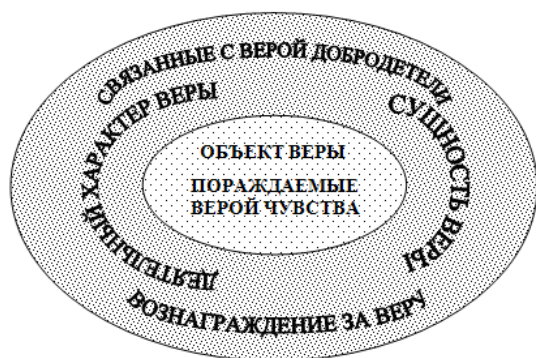 СВЯЗАННЫЕ С ВЕРОЙ ДОБРОДЕТЕЛИ
ДЕЯТЕЛЬНЫЙ ХАРАКТЕР ВЕРЫ
СУЩНОСТЬ ВЕРЫ
ОБЪЕКТ ВЕРЫ
ПОРАЖДАЕМЫЕ
ВЕРОЙ ЧУВСТВА
ВОЗНАГРАЖДЕНИЕ ЗА ВЕРУ